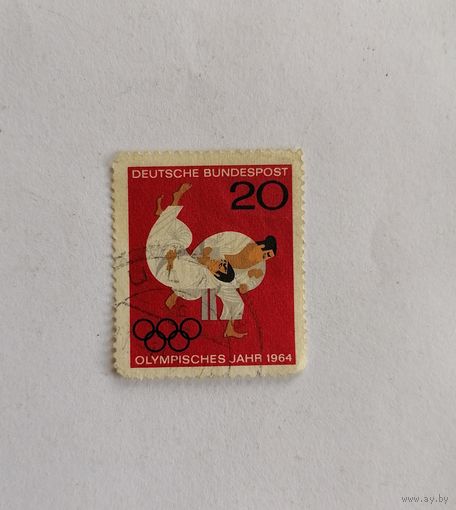 DEUTSCHE BUNDESPOST
20
OLYMPISCHES JAHR 1964
www.ay.by